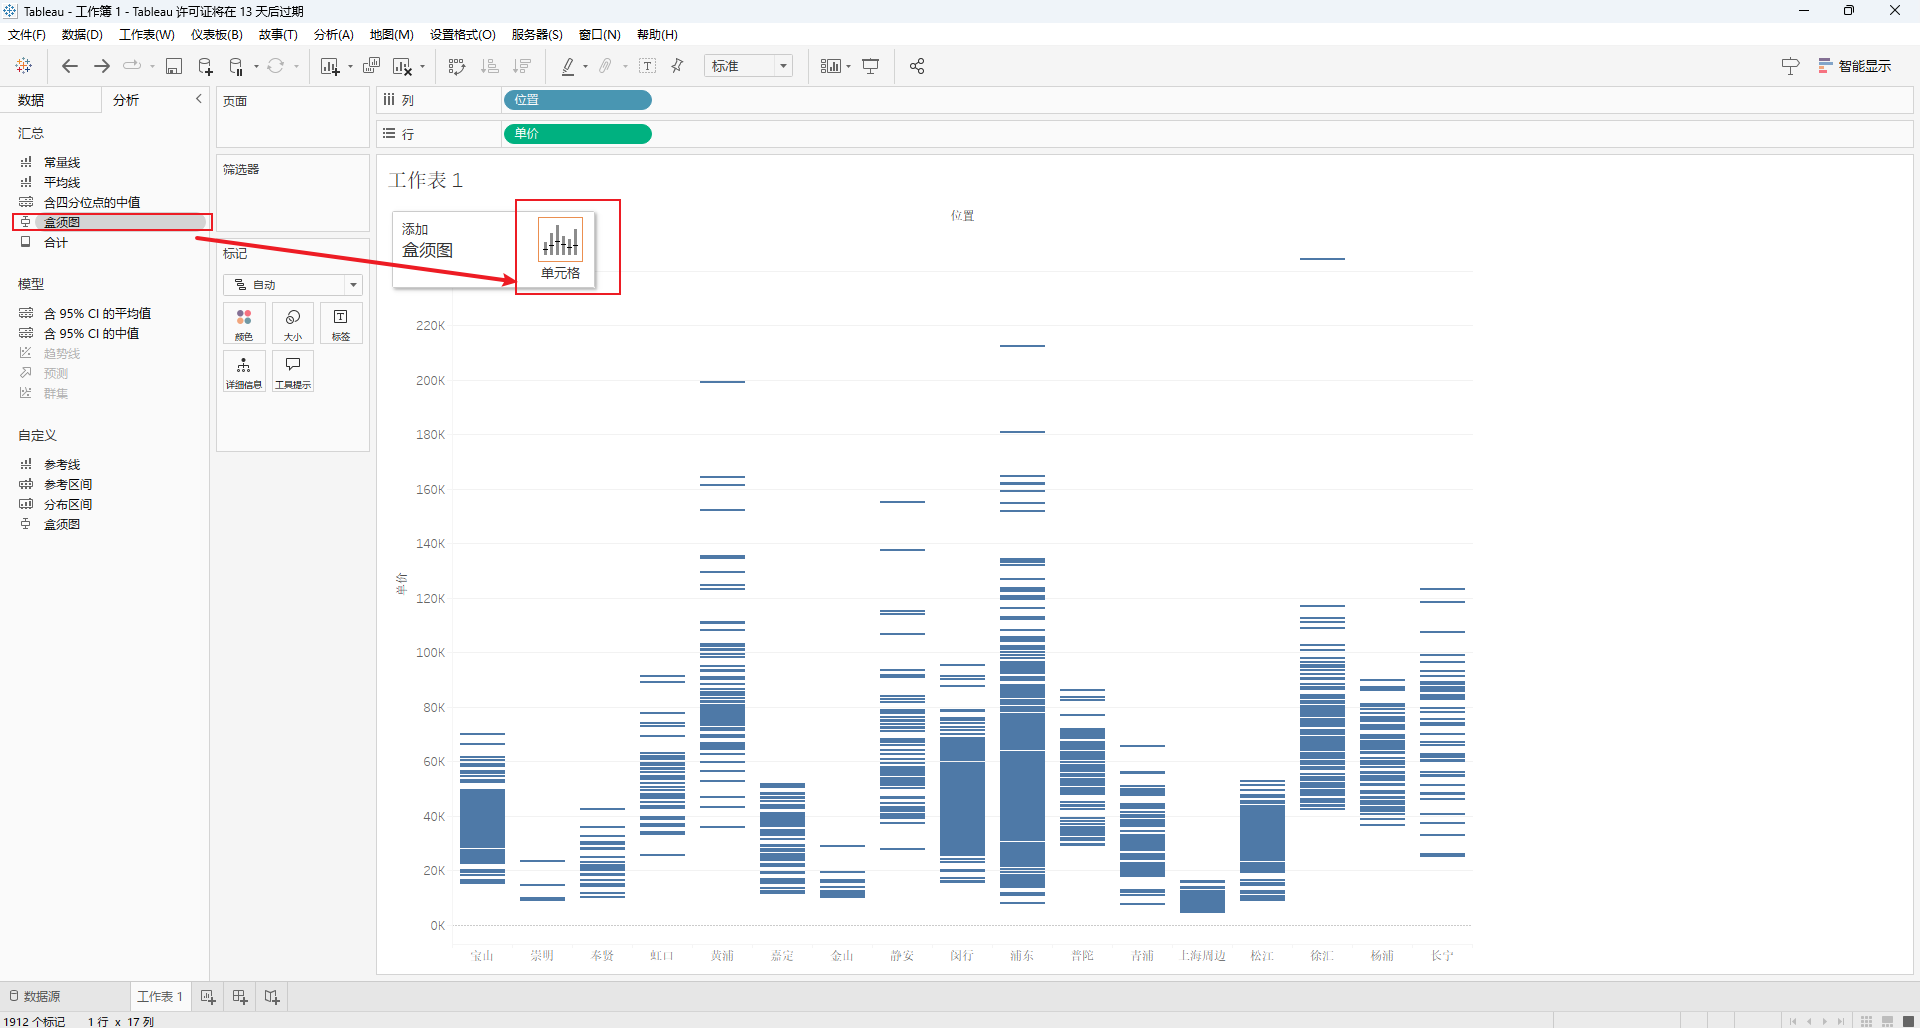 Tableau - 工作簿 1 - Tableau 许可证将在 13 天后过期
文件(F) 数据(D) 工作表(W) 仪表板(B) 故事(T) 分析(A) 地图(M) 设置格式(O) 服务器(S) 窗口(N) 帮助(H)
标准
智能显示
数据 分析
汇总
常量线
平均线
含四分位点的中值
盒须图
合计
模型
含 95% CI 的平均值
含 95% CI 的中值
趋势线
预测
群集
自定义
参考线
参考区间
分布区间
盒须图
页面
筛选器
标记
自动
颜色 大小 标签
详细信息 工具提示
列 位置
行 单价
工作表 1
添加
盒须图
单元格
位置
单价
220K
200K
180K
160K
140K
120K
100K
80K
60K
40K
20K
0K
宝山 崇明 奉贤 虹口 黄浦 嘉定 金山 静安 闵行 浦东 普陀 青浦 上海周边 松江 徐汇 杨浦 长宁
数据源 工作表 1
1912 个标记 1 行 x 17 列